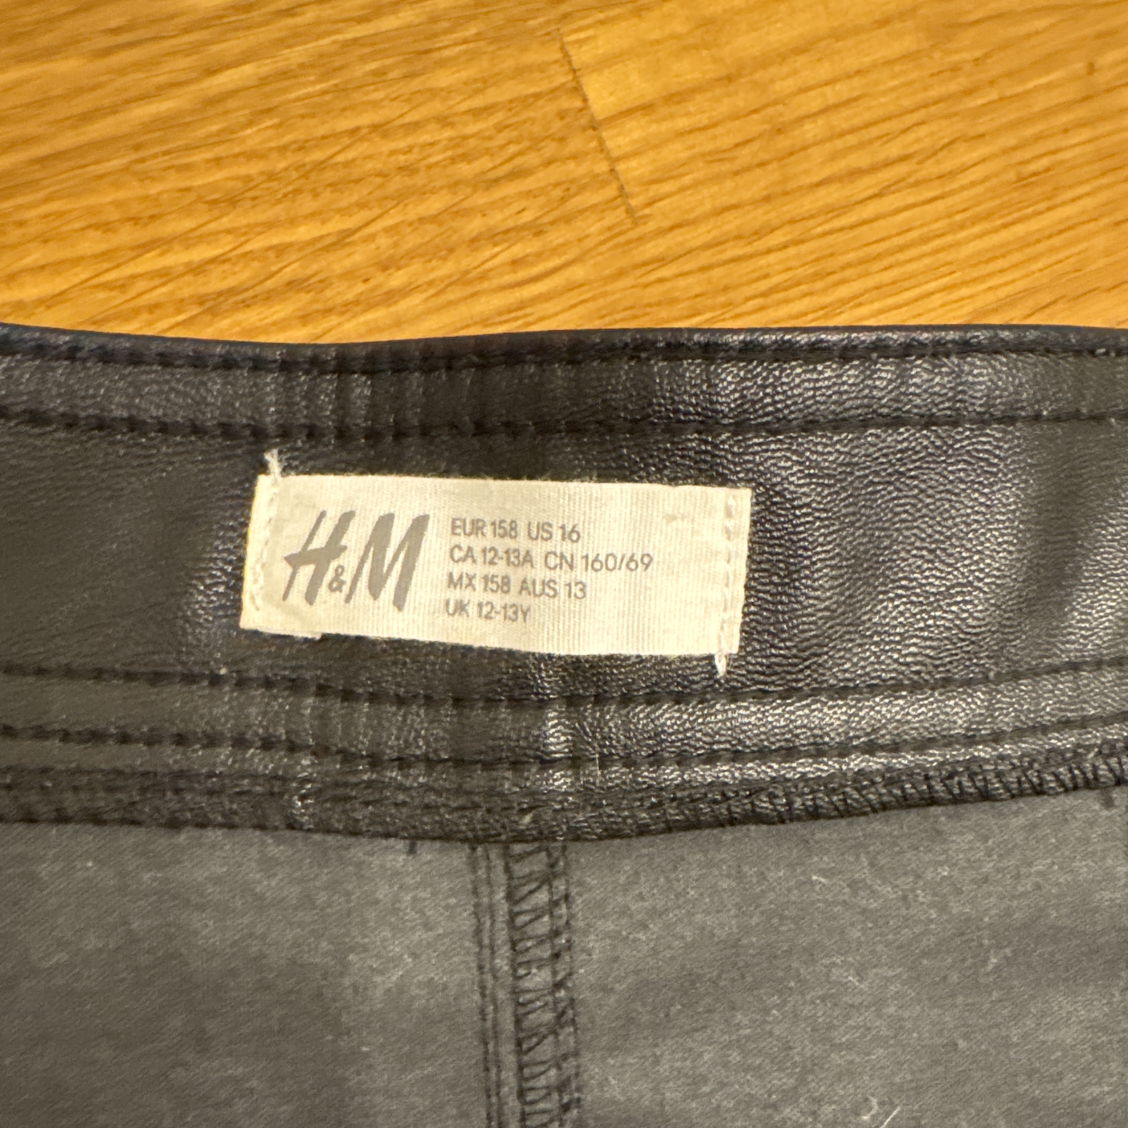 H&M
EUR 158 US 16
CA 12-13A CN 160/69
MX 158 AUS 13
UK 12-13Y